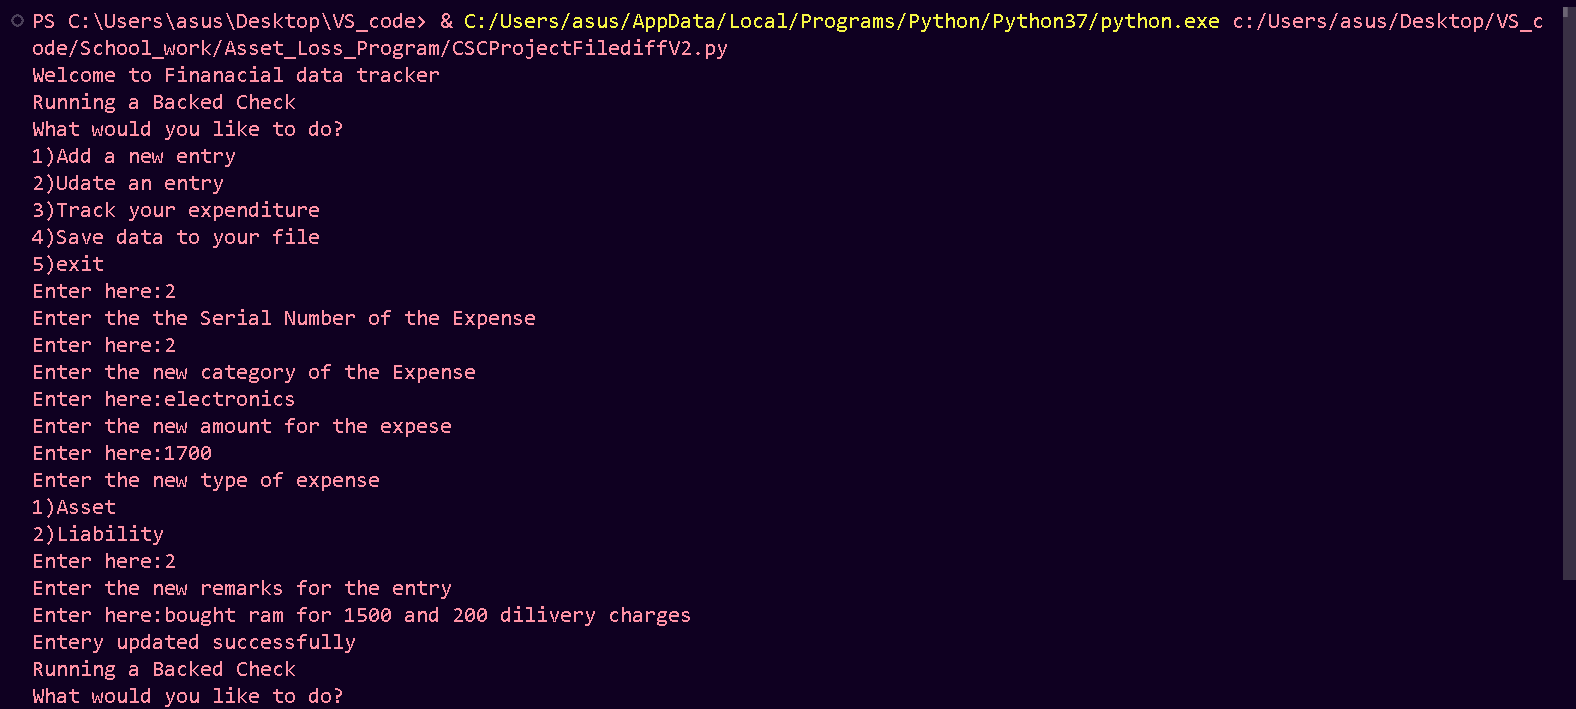 PS C:\Users\asus\Desktop\VS_code> & C:/Users/asus/AppData/Local/Programs/Python/Python37/python.exe c:/Users/asus/Desktop/VS_c
ode/School_work/Asset_Loss_Program/CSCProjectFilediffV2.py
Welcome to Finanacial data tracker
Running a Backed Check
What would you like to do?
1)Add a new entry
2)Udate an entry
3)Track your expenditure
4)Save data to your file
5)exit
Enter here:2
Enter the the Serial Number of the Expense
Enter here:2
Enter the new category of the Expense
Enter here:electronics
Enter the new amount for the expese
Enter here:1700
Enter the new type of expense
1)Asset
2)Liability
Enter here:2
Enter the new remarks for the entry
Enter here:bought ram for 1500 and 200 dilivery charges
Entery updated successfully
Running a Backed Check
What would you like to do?